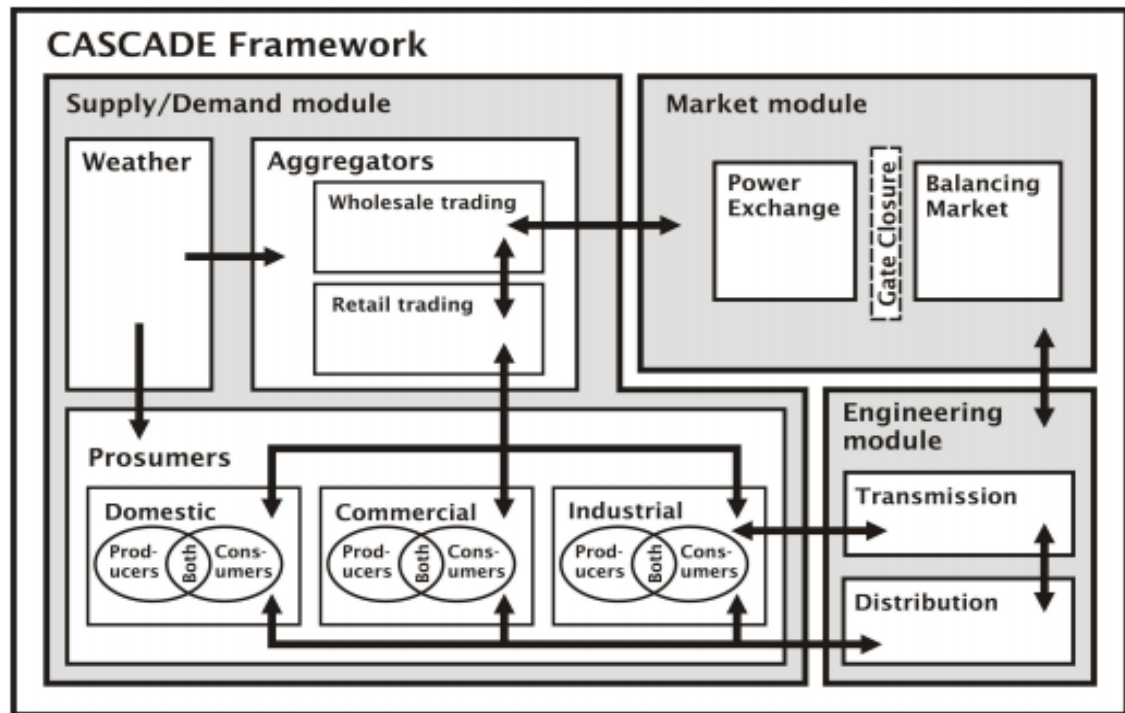 CASCADE Framework
Supply/Demand module
Weather
Aggregators
Wholesale trading
Retail trading
Market module
Power
Exchange
Gate Closure
Balancing
Market
Prosumers
Domestic
Prod-
ucers
Both
Cons-
umers
Commercial
Prod-
ucers
Both
Cons-
umers
Industrial
Prod-
ucers
Both
Cons-
umers
Engineering
module
Transmission
Distribution